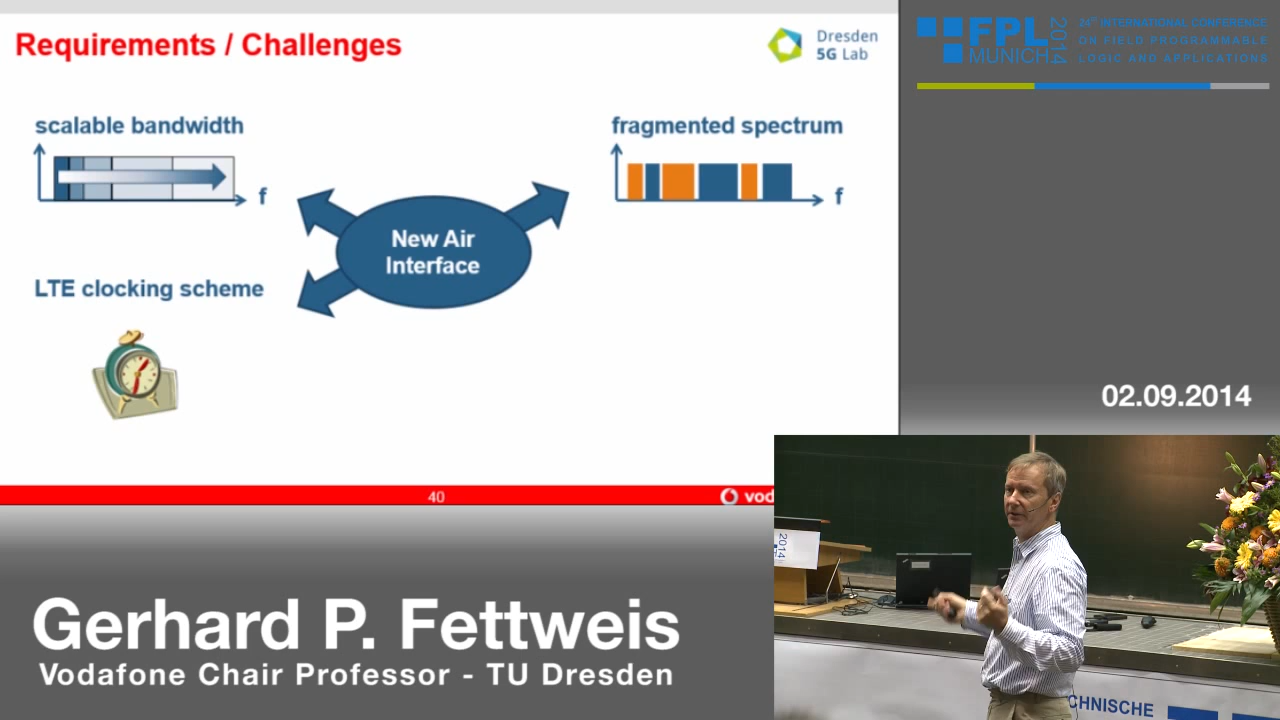 Requirements / Challenges
Dresden
5G Lab
scalable bandwidth
f
fragmented spectrum
f
New Air
Interface
LTE clocking scheme
40
vod
FPL
MUNICH
2014
24th INTERNATIONAL CONFERENCE
ON FIELD PROGRAMMABLE
LOGIC AND APPLICATIONS
02.09.2014
2014
CHNISCHE
Gerhard P. Fettweis
Vodafone Chair Professor - TU Dresden